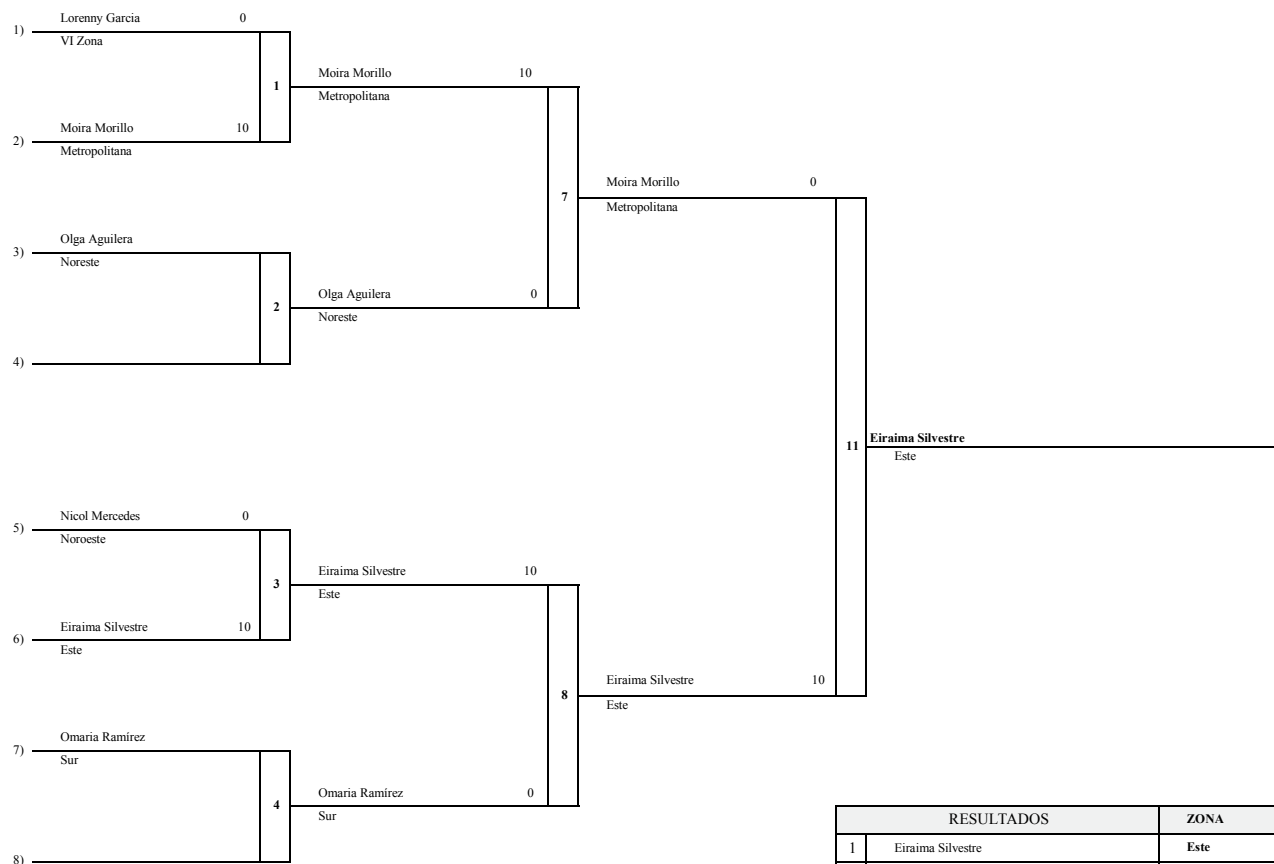 Lorenny Garcia 0
1)
VI Zona
1
Moira Morillo 10
Metropolitana
Moira Morillo 10
2)
Metropolitana
7
Moira Morillo 0
Metropolitana
Olga Aguilera
3)
Noreste
2
Olga Aguilera 0
Noreste
4)
11
Eiraima Silvestre
Este
Nicol Mercedes 0
5)
Noroeste
3
Eiraima Silvestre 10
Este
Eiraima Silvestre 10
6)
Este
8
Eiraima Silvestre 10
Este
Omaria Ramírez
7)
Sur
4
Omaria Ramírez 0
Sur
8)
RESULTADOS ZONA
1 Eiraima Silvestre Este